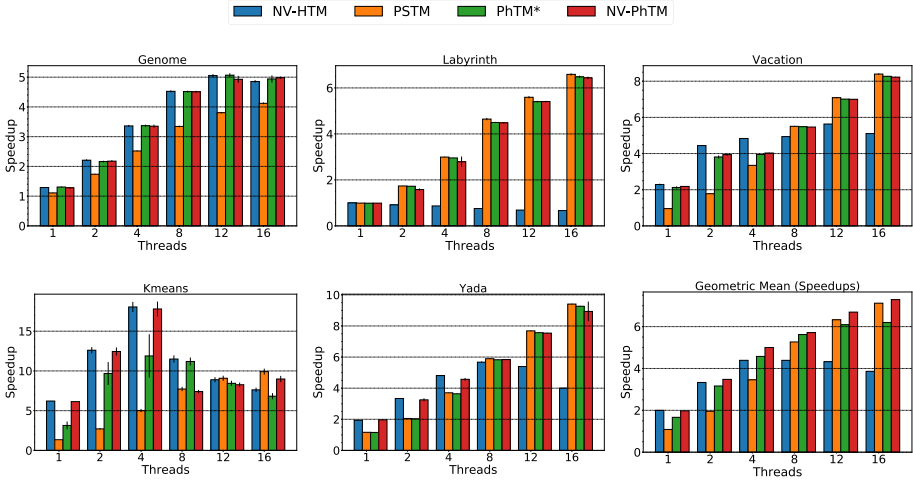 NV-HTM PSTM PhTM* NV-PhTM
Genome
Speedup
5
4
3
2
1
0
1 2 4 8 12 16
Threads
Labyrinth
Speedup
6
4
2
0
1 2 4 8 12 16
Threads
Vacation
Speedup
8
6
4
2
0
1 2 4 8 12 16
Threads
Kmeans
Speedup
15
10
5
0
1 2 4 8 12 16
Threads
Yada
Speedup
10
8
6
4
2
0
1 2 4 8 12 16
Threads
Geometric Mean (Speedups)
Speedup
6
4
2
0
1 2 4 8 12 16
Threads